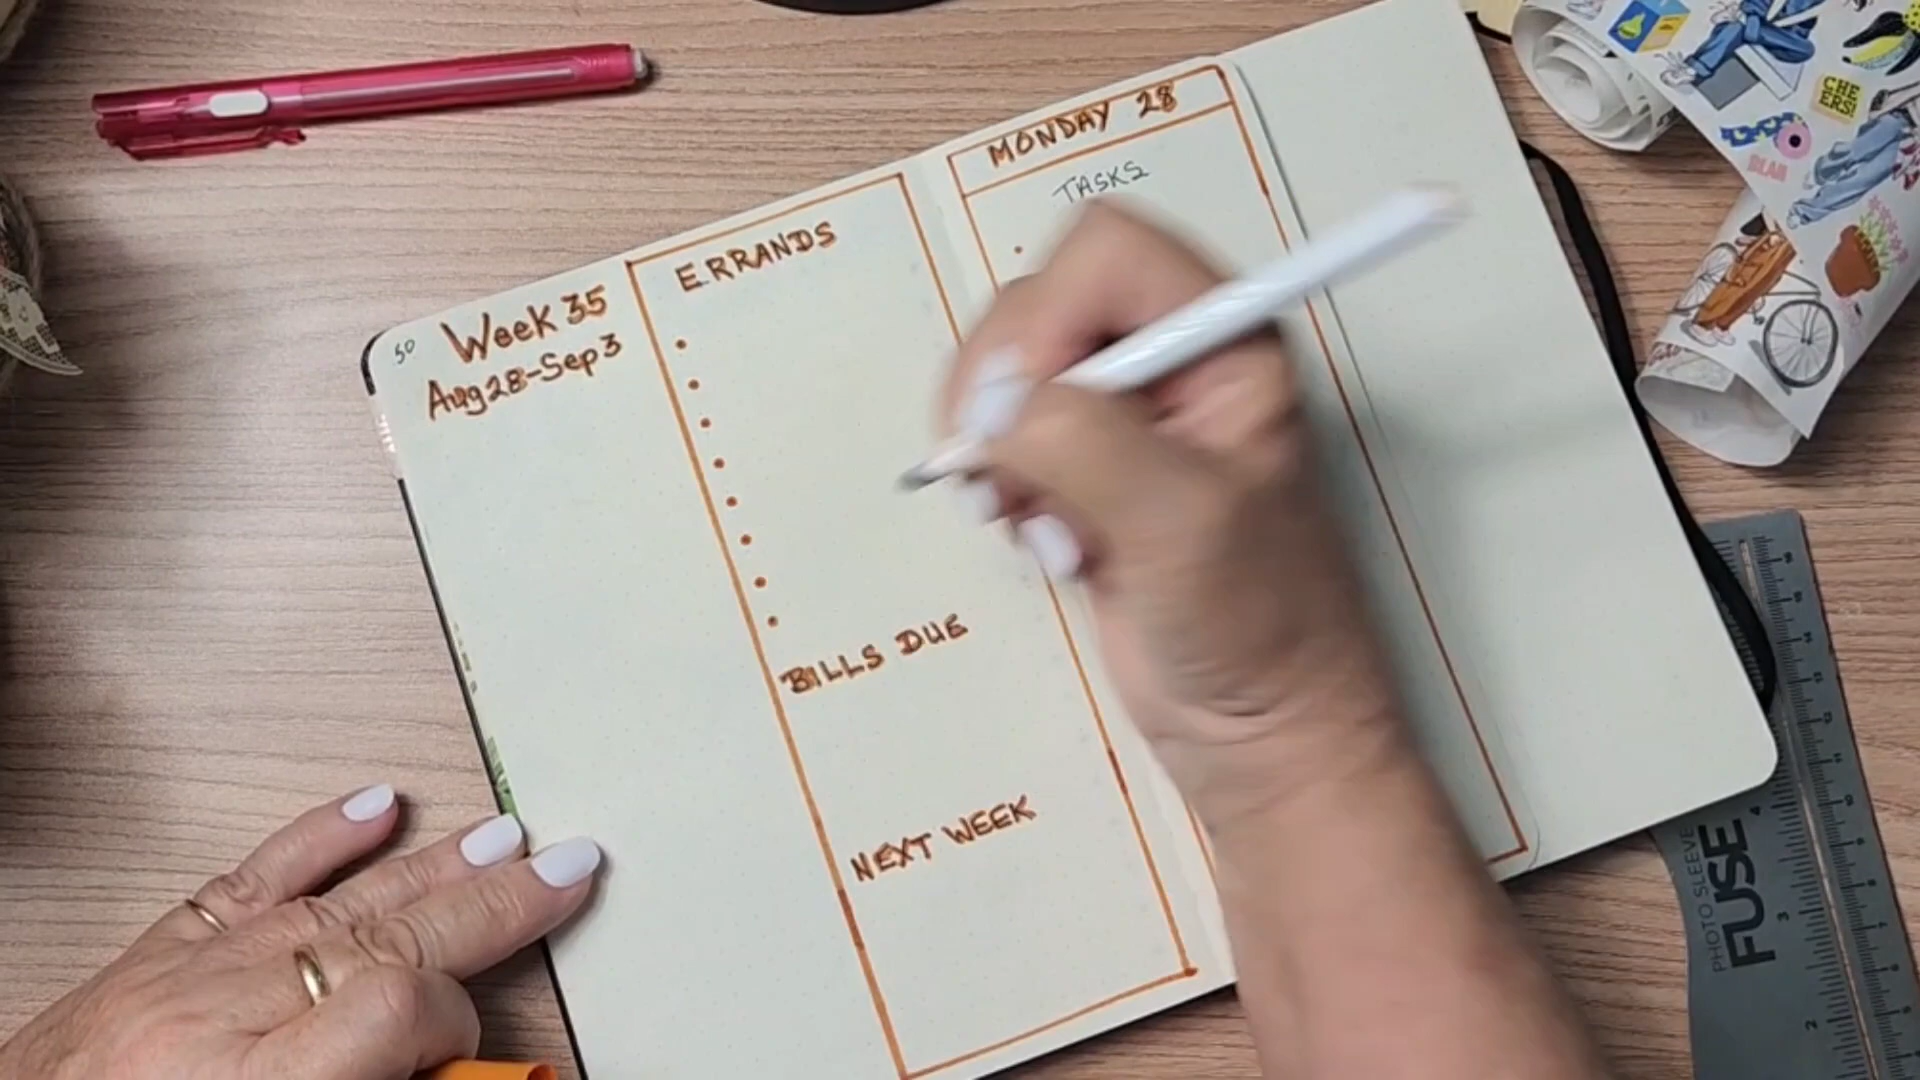 50
Week 35
Aug 28-Sep 3
ERRANDS
BILLS DUE
NEXT WEEK
MONDAY 28
TASKS
CHEERS!
BLAH
PHOTO SLEEVE
FUSE